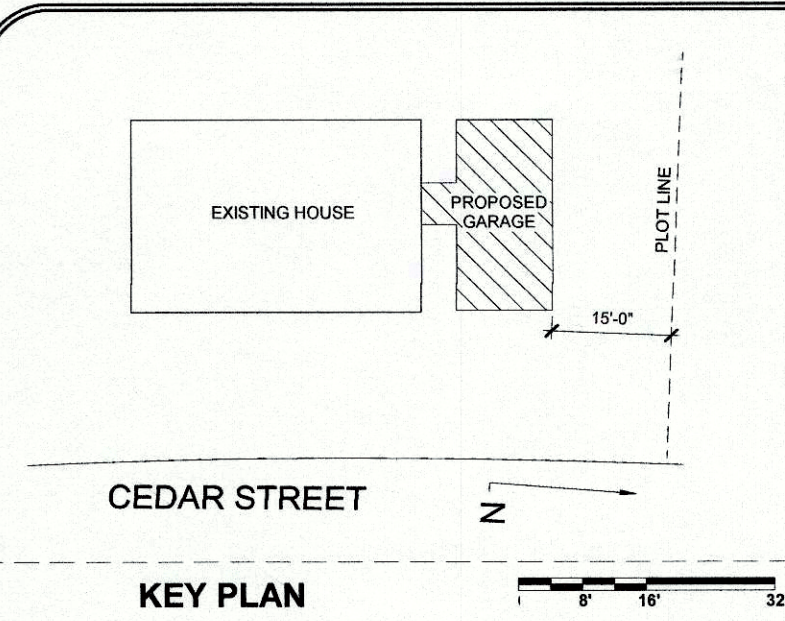 EXISTING HOUSE
PROPOSED
GARAGE
PLOT LINE
15'-0"
CEDAR STREET
N
KEY PLAN
8' 16' 32